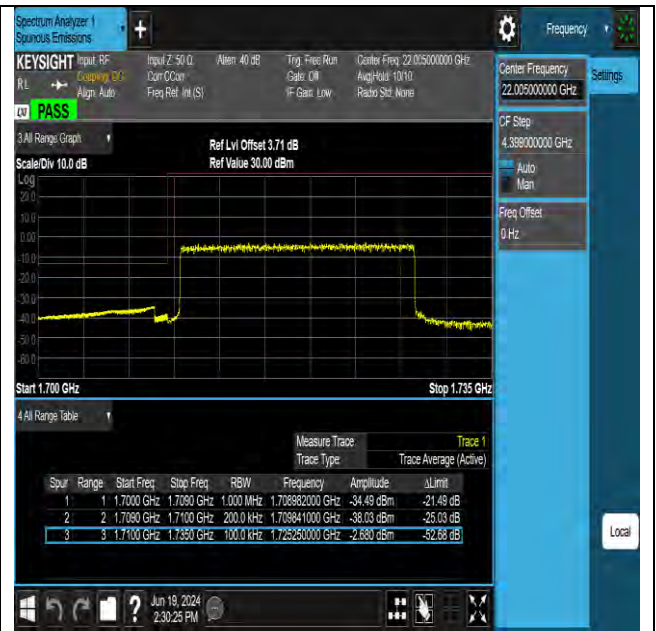 Spectrum Analyzer 1
Spurious Emissions
+
Frequency
KEYSIGHT Input: RF Input Z: 50 Ω Atten: 40 dB Trig: Free Run Center Freq: 22.005000000 GHz
RL Coupling: DC Corr CCorr Gate: Off Avg|Hold: 10/10
Align: Auto Freq Ref: Int (S) IF Gain: Low Radio Std: None
PASS
Center Frequency
22.005000000 GHz
Settings
CF Step
4.399000000 GHz
Auto
Man
Freq Offset
0 Hz
3 All Range Graph
Ref Lvl Offset 3.71 dB
Scale/Div 10.0 dB Ref Value 30.00 dBm
Log
20.0
10.0
0.00
-10.0
-20.0
-30.0
-40.0
-50.0
-60.0
Start 1.700 GHz Stop 1.735 GHz
4 All Range Table
Measure Trace Trace 1
Trace Type Trace Average (Active)
Spur Range Start Freq Stop Freq RBW Frequency Amplitude ΔLimit
1 1 1.7000 GHz 1.7090 GHz 1.000 MHz 1.708982000 GHz -34.49 dBm -21.49 dB
2 2 1.7090 GHz 1.7100 GHz 200.0 kHz 1.709841000 GHz -38.03 dBm -25.03 dB
3 3 1.7100 GHz 1.7350 GHz 100.0 kHz 1.725250000 GHz -2.680 dBm -52.68 dB
Local
? Jun 19, 2024
2:30:25 PM